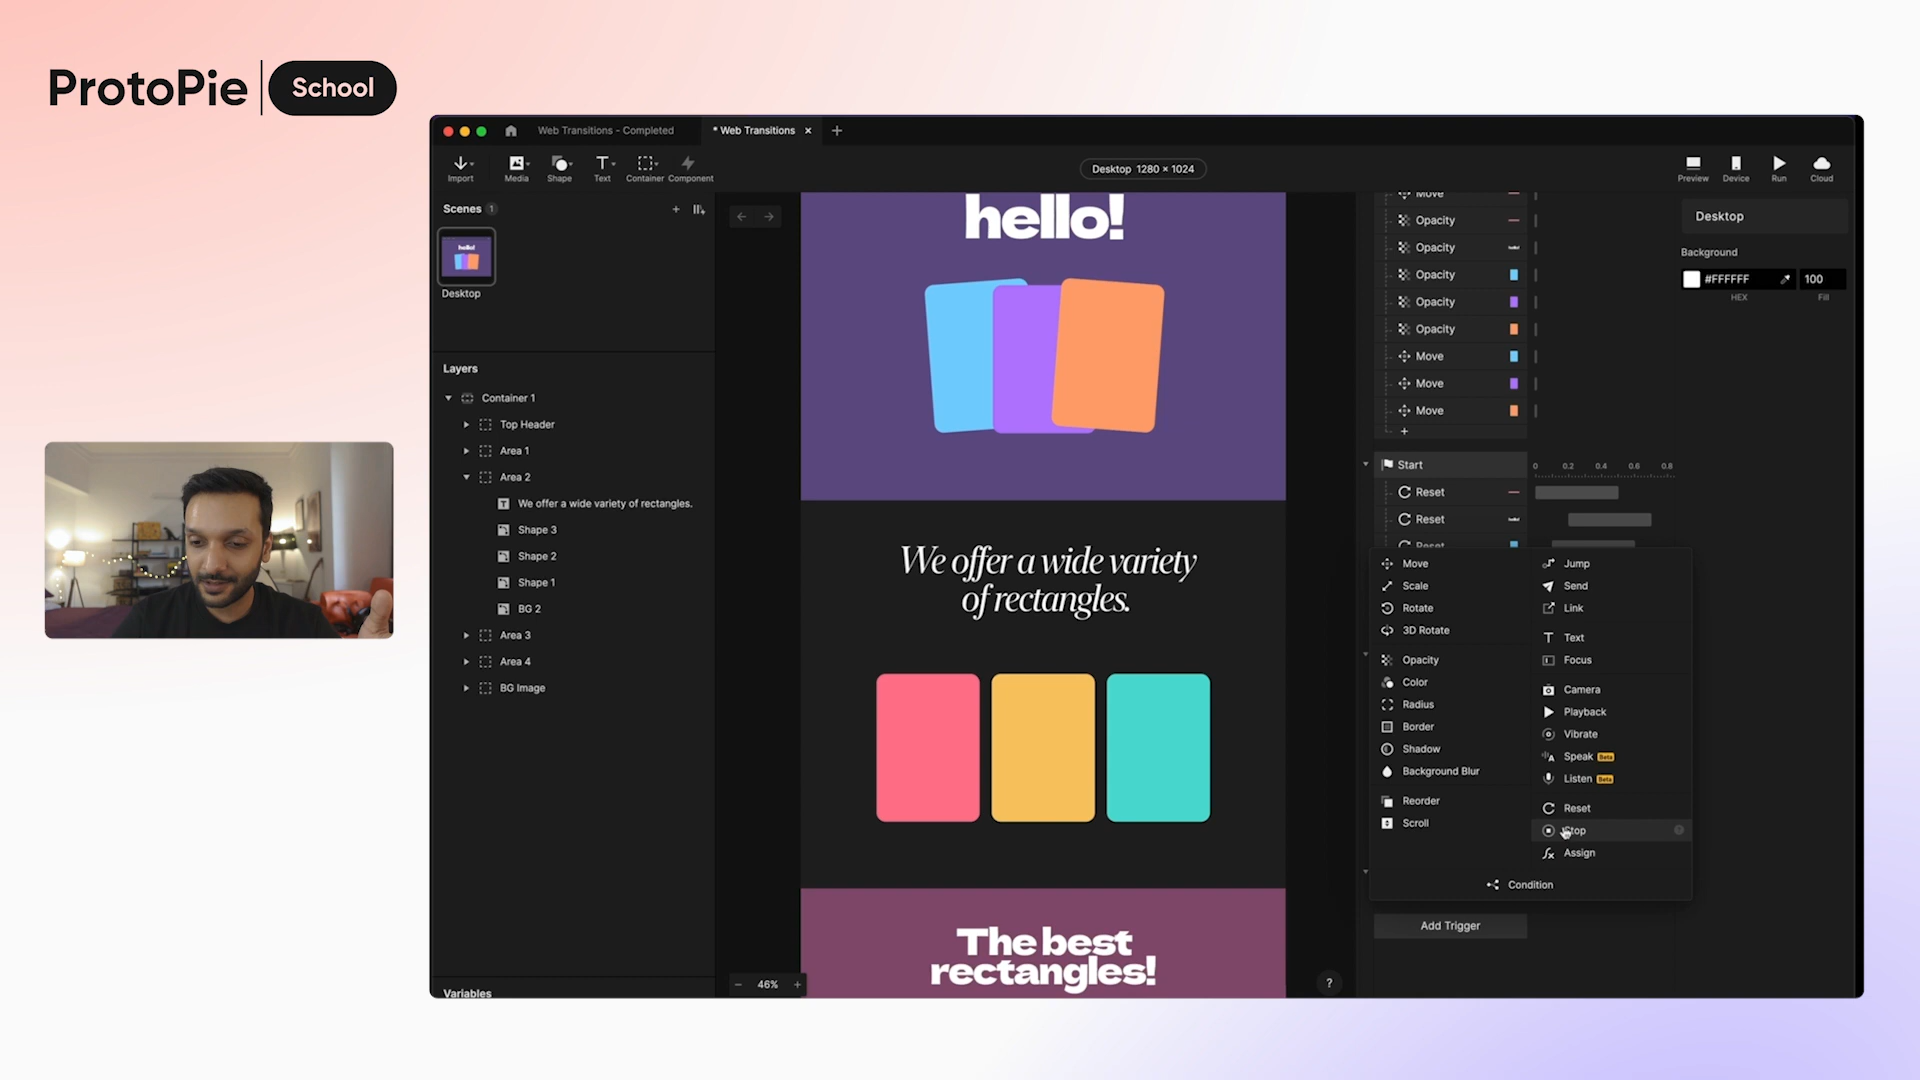 ProtoPie School
Web Transitions - Completed
* Web Transitions
Import
Media
Shape
Text
Container
Component
Desktop 1280 × 1024
Preview
Device
Run
Cloud
Scenes 1
hello!
Desktop
Layers
Container 1
Top Header
Area 1
Area 2
We offer a wide variety of rectangles.
Shape 3
Shape 2
Shape 1
BG 2
Area 3
Area 4
BG Image
Variables
hello!
We offer a wide variety
of rectangles.
The best
rectangles!
46%
?
Move
Opacity
Opacity
Opacity
Opacity
Opacity
Move
Move
Move
Start
0 0.2 0.4 0.6 0.8
Reset
Reset
Reset
Move
Scale
Rotate
3D Rotate
Opacity
Color
Radius
Border
Shadow
Background Blur
Reorder
Scroll
Jump
Send
Link
Text
Focus
Camera
Playback
Vibrate
Speak Beta
Listen Beta
Reset
Stop
Assign
Condition
Add Trigger
Desktop
Background
#FFFFFF 100
HEX Fill